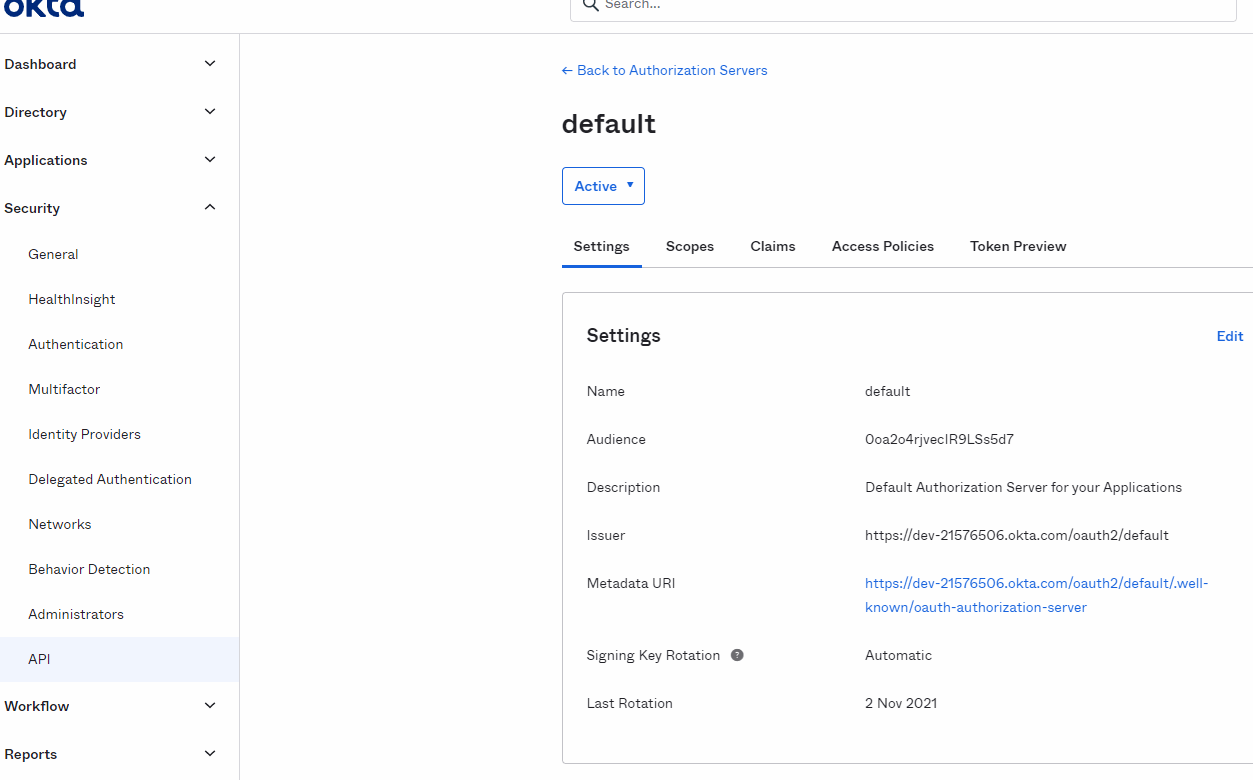 okta
Search...
Dashboard
Directory
Applications
Security
General
HealthInsight
Authentication
Multifactor
Identity Providers
Delegated Authentication
Networks
Behavior Detection
Administrators
API
Workflow
Reports
← Back to Authorization Servers
default
Active ▼
Settings Scopes Claims Access Policies Token Preview
Settings Edit
Name default
Audience 0oa2o4rjvecIR9LSs5d7
Description Default Authorization Server for your Applications
Issuer https://dev-21576506.okta.com/oauth2/default
Metadata URI https://dev-21576506.okta.com/oauth2/default/.well-
known/oauth-authorization-server
Signing Key Rotation ? Automatic
Last Rotation 2 Nov 2021